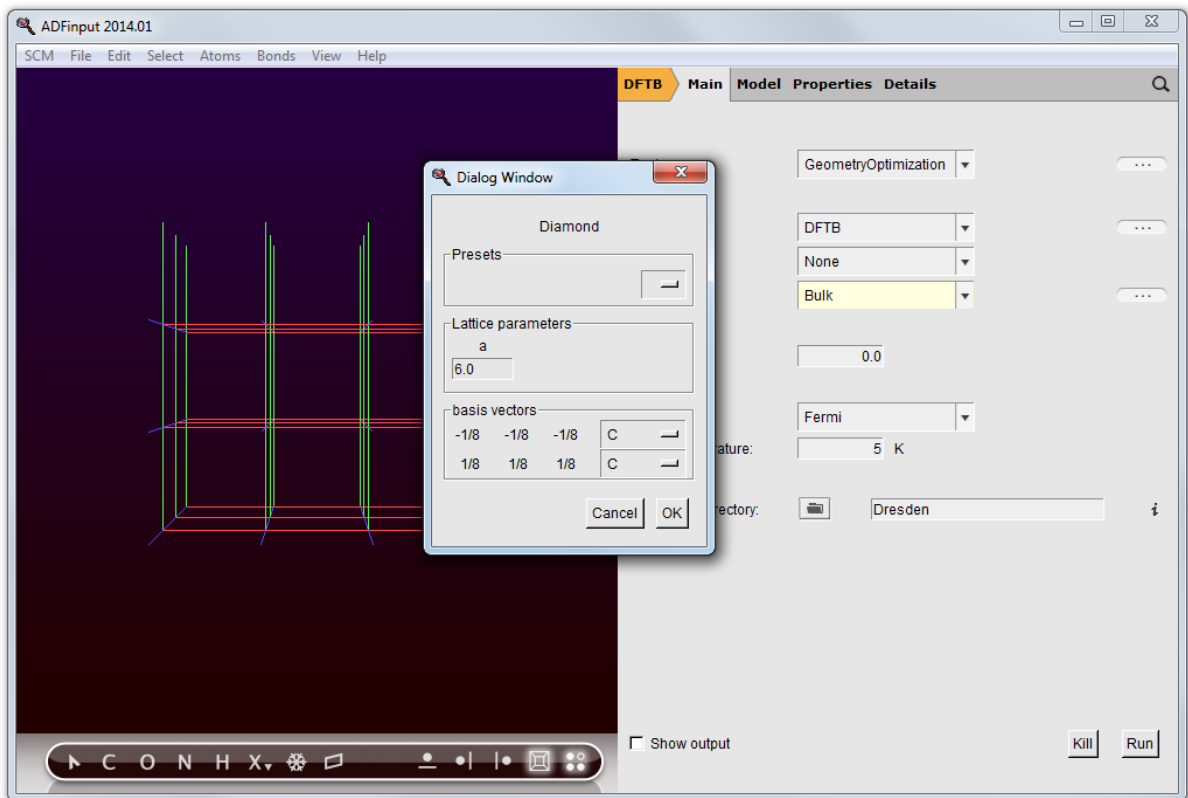 ADFinput 2014.01
SCM File Edit Select Atoms Bonds View Help
DFTB Main Model Properties Details
GeometryOptimization
DFTB
None
Bulk
0.0
Fermi
ature: 5 K
rectory: Dresden i
Dialog Window
Diamond
Presets
Lattice parameters
a
6.0
basis vectors
-1/8 -1/8 -1/8 C
1/8 1/8 1/8 C
Cancel OK
Show output Kill Run
C O N H X